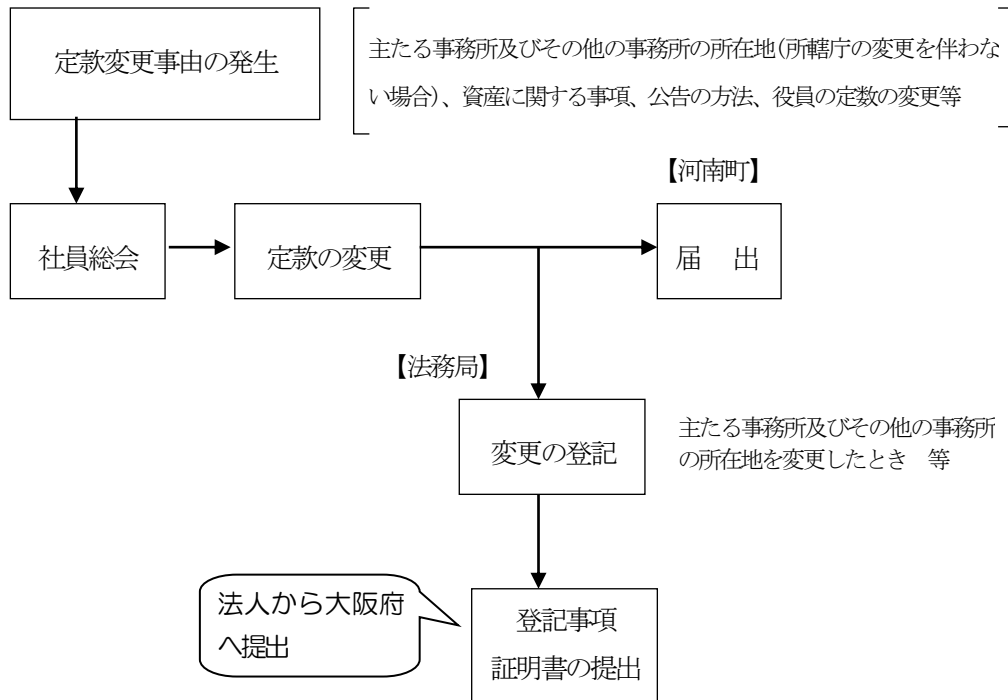 定款変更事由の発生
主たる事務所及びその他の事務所の所在地(所轄庁の変更を伴わな
い場合)、資産に関する事項、公告の方法、役員の定数の変更等
【河南町】
社員総会
定款の変更
届　出
【法務局】
変更の登記
主たる事務所及びその他の事務所
の所在地を変更したとき　等
法人から大阪府
へ提出
登記事項
証明書の提出